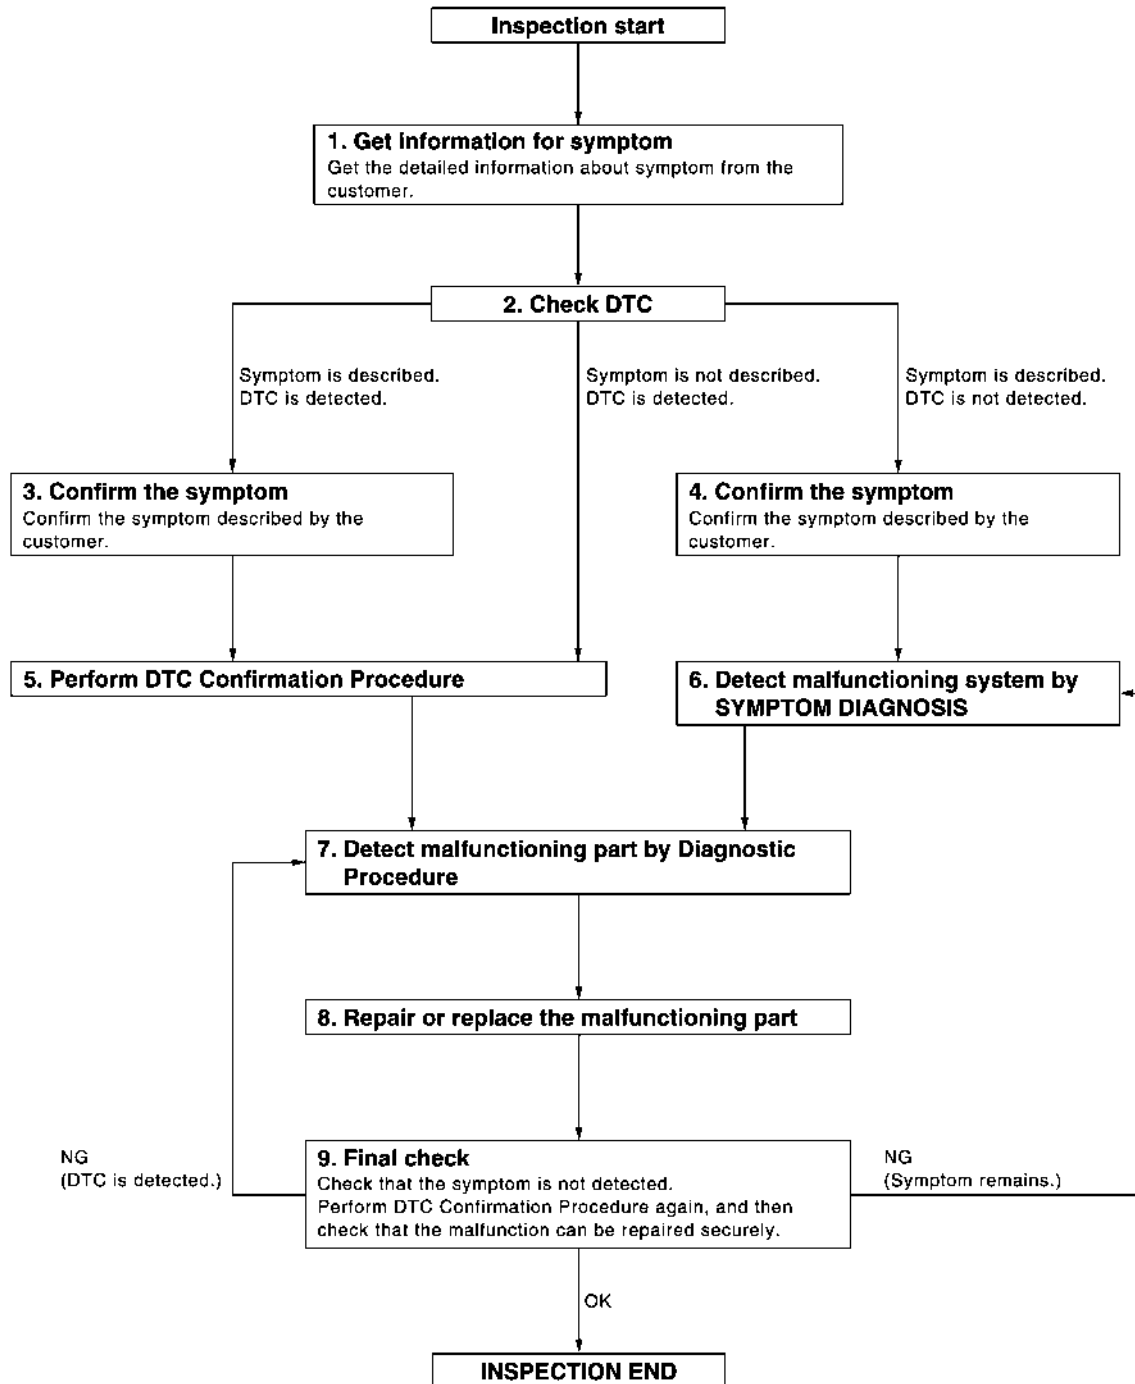 Inspection start
1. Get information for symptom
Get the detailed information about symptom from the
customer.
2. Check DTC
Symptom is described.
DTC is detected.
Symptom is not described.
DTC is detected.
Symptom is described.
DTC is not detected.
3. Confirm the symptom
Confirm the symptom described by the
customer.
4. Confirm the symptom
Confirm the symptom described by the
customer.
5. Perform DTC Confirmation Procedure
6. Detect malfunctioning system by
SYMPTOM DIAGNOSIS
7. Detect malfunctioning part by Diagnostic
Procedure
8. Repair or replace the malfunctioning part
NG
(DTC is detected.)
9. Final check
Check that the symptom is not detected.
Perform DTC Confirmation Procedure again, and then
check that the malfunction can be repaired securely.
NG
(Symptom remains.)
OK
INSPECTION END